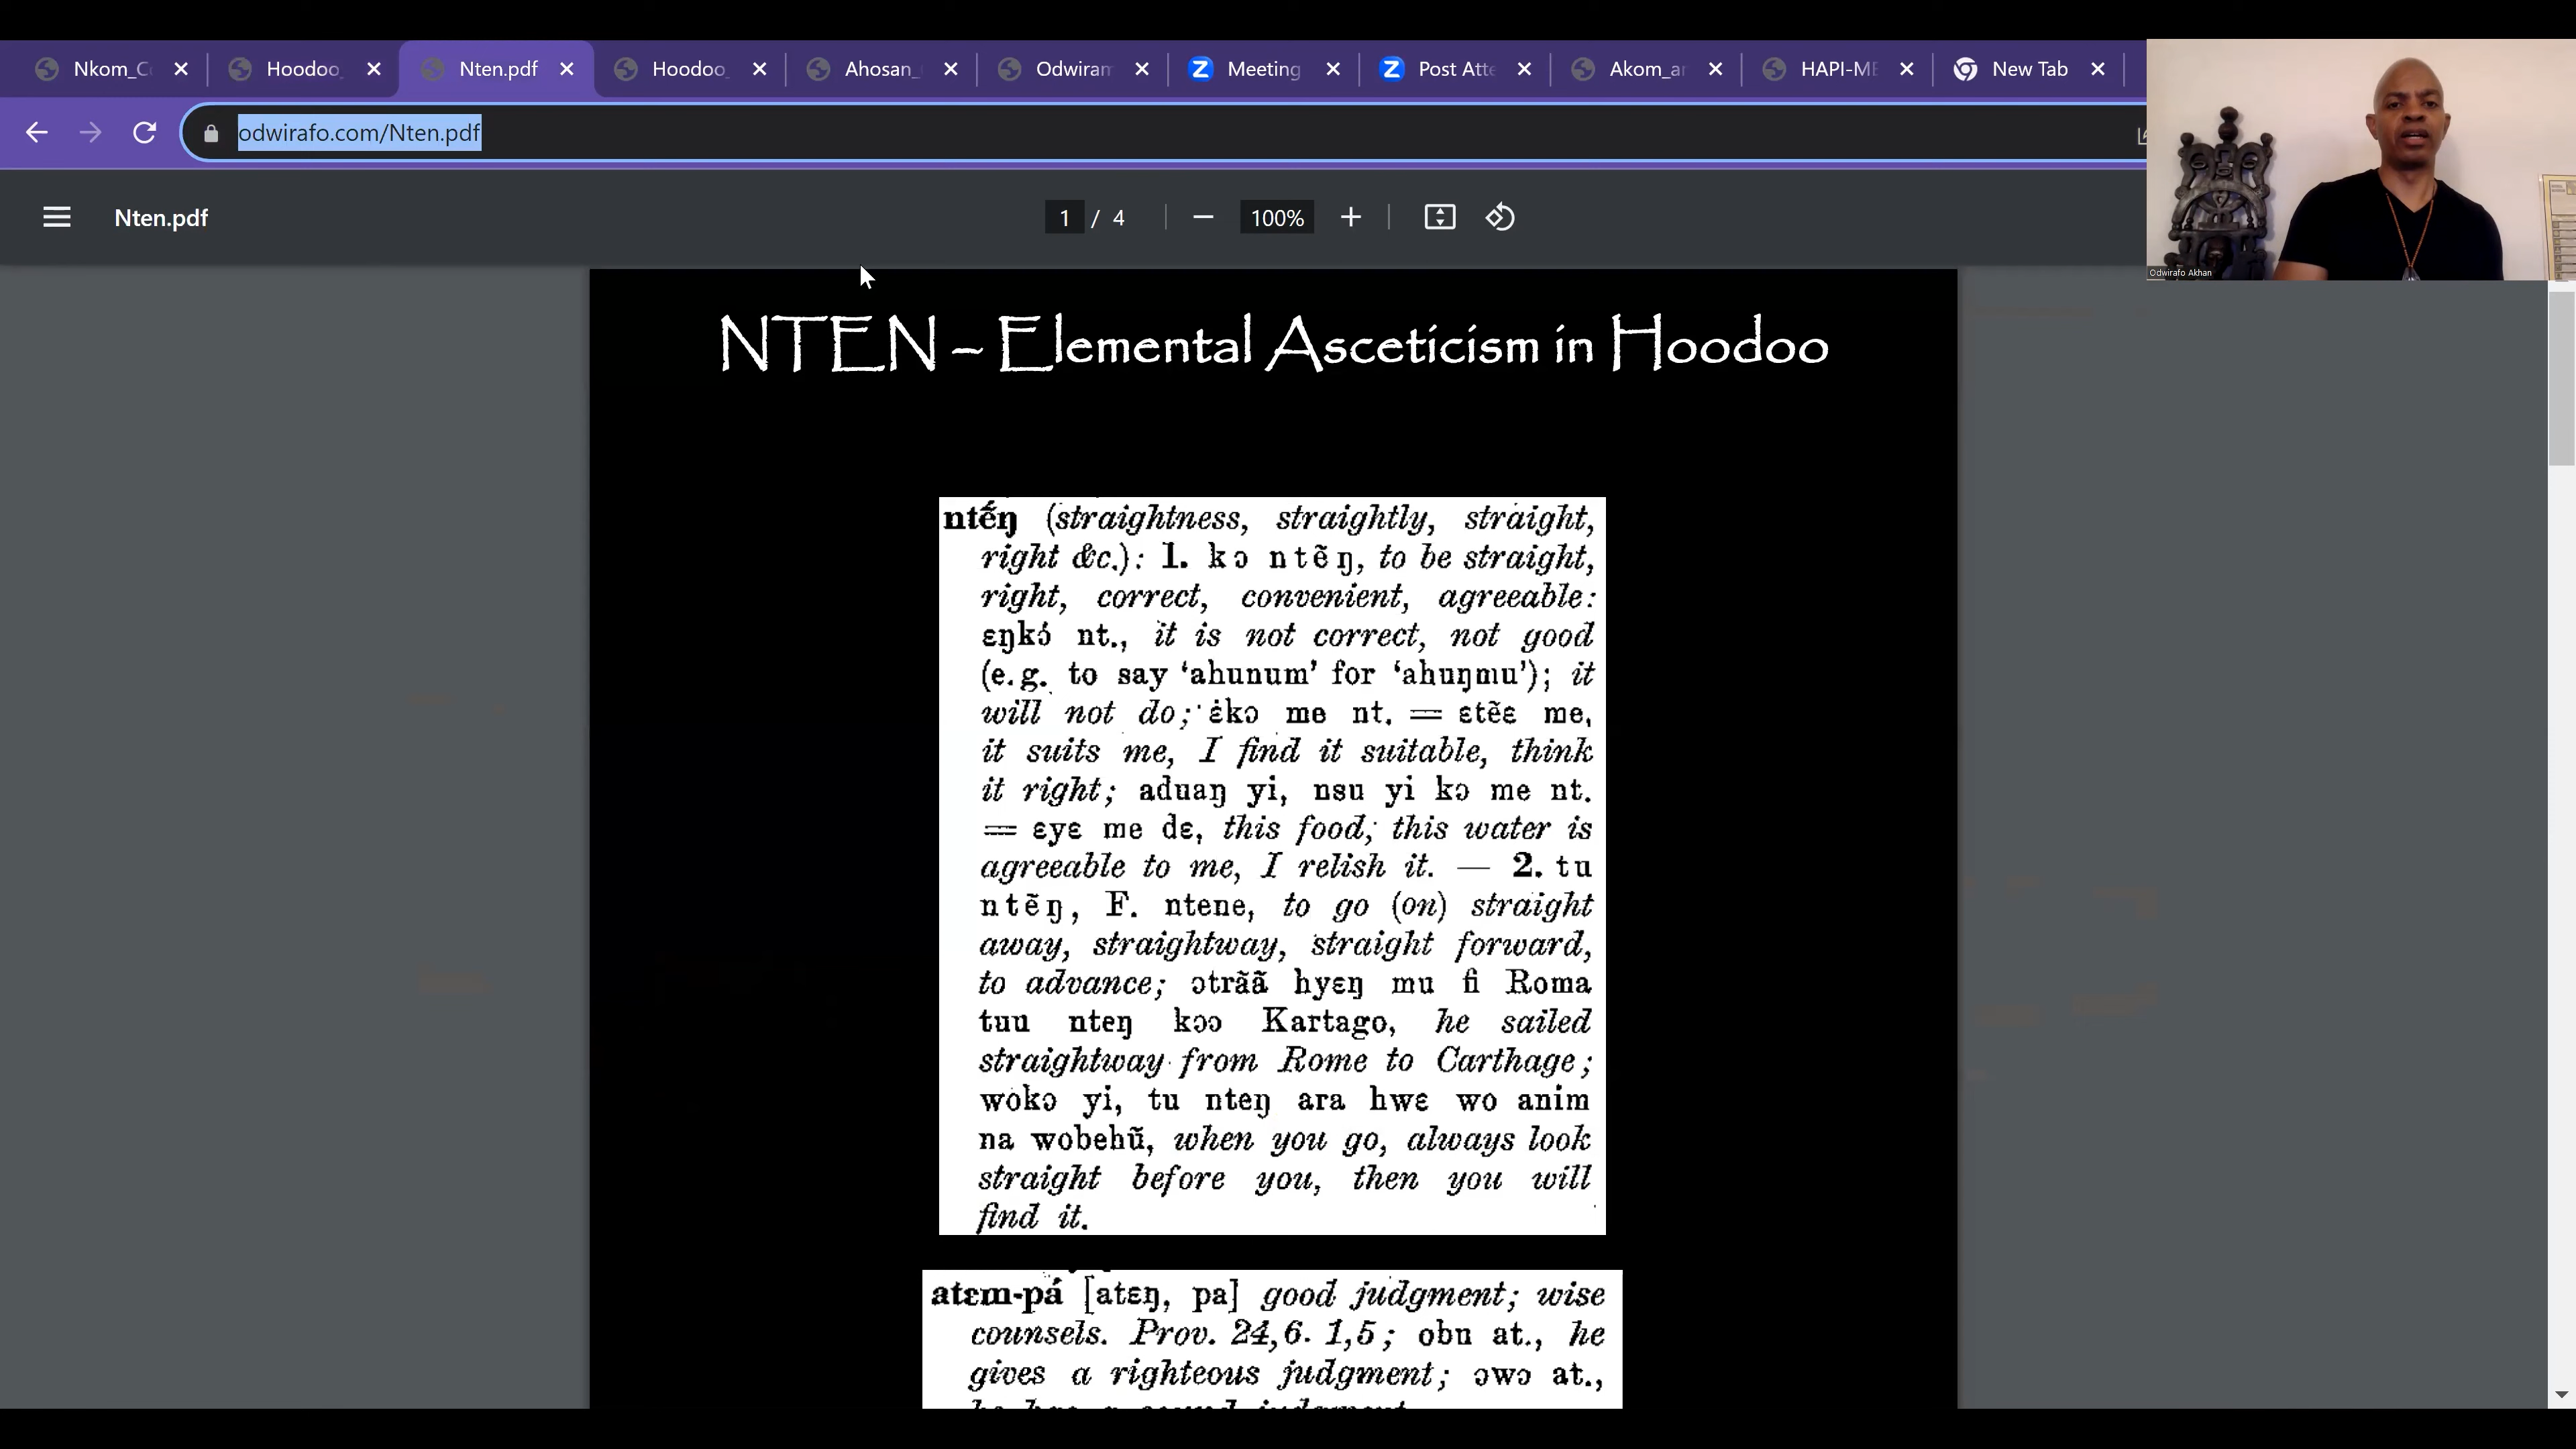 Nkom_C
Hoodoo_
Nten.pdf
Hoodoo_
Ahosan_
Odwiram
Meeting
Post Atte
Akom_a
HAPI-ME
New Tab
odwirafo.com/Nten.pdf
Nten.pdf
1 / 4
100%
Odwirafo Akhan
NTEN – Elemental Asceticism in Hoodoo
ntẽ́ŋ (straightness, straightly, straight,
right &c.): 1. kɔ ntẽŋ, to be straight,
right, correct, convenient, agreeable:
ɛŋkɔ́ nt., it is not correct, not good
(e.g. to say ‘ahunum’ for ‘ahuŋmu’); it
will not do; ɛ́kɔ me nt. = ɛtẽɛ me,
it suits me, I find it suitable, think
it right; aduaŋ yi, nsu yi kɔ me nt.
= ɛyɛ me dɛ, this food, this water is
agreeable to me, I relish it. — 2. tu
ntẽŋ, F. ntene, to go (on) straight
away, straightway, straight forward,
to advance; ɔtrãã hyɛŋ mu fi Roma
tuu nteŋ kɔɔ Kartago, he sailed
straightway from Rome to Carthage;
wokɔ yi, tu nteŋ ara hwɛ wo anim
na wobehũ, when you go, always look
straight before you, then you will
find it.
atɛm-pá [atɛŋ, pa] good judgment; wise
counsels. Prov. 24,6. 1,5; obu at., he
gives a righteous judgment; ɔwɔ at.,